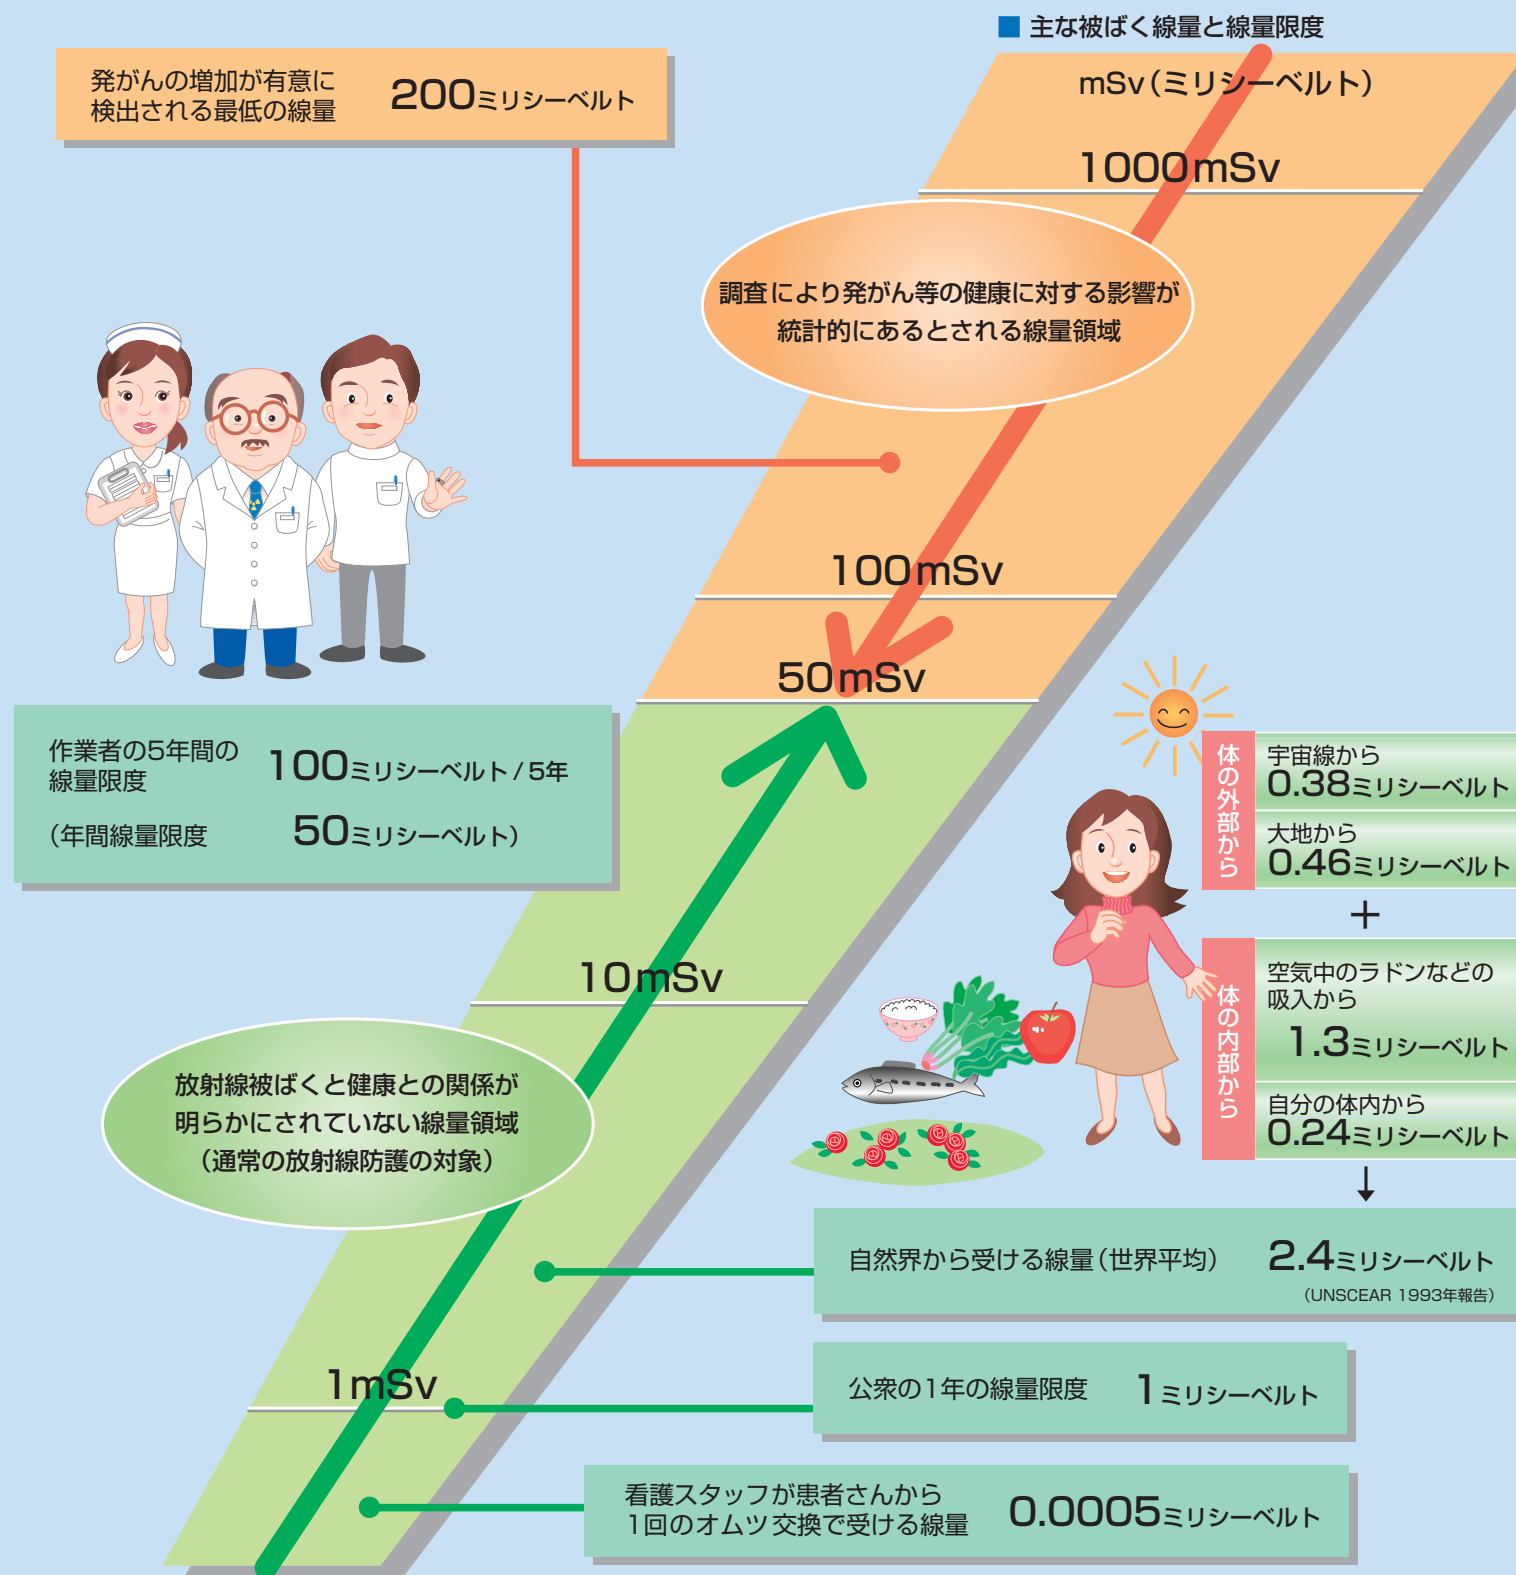 ■ 主な被ばく線量と線量限度
mSv(ミリシーベルト)
発がんの増加が有意に
検出される最低の線量
200ミリシーベルト
1000mSv
調査により発がん等の健康に対する影響が
統計的にあるとされる線量領域
100mSv
50mSv
作業者の5年間の
線量限度
100ミリシーベルト/5年
(年間線量限度 50ミリシーベルト)
体の外部から
宇宙線から
0.38ミリシーベルト
大地から
0.46ミリシーベルト
+
体の内部から
空気中のラドンなどの
吸入から
1.3ミリシーベルト
自分の体内から
0.24ミリシーベルト
10mSv
放射線被ばくと健康との関係が
明らかにされていない線量領域
(通常の放射線防護の対象)
自然界から受ける線量(世界平均) 2.4ミリシーベルト
(UNSCEAR 1993年報告)
1mSv
公衆の1年の線量限度 1ミリシーベルト
看護スタッフが患者さんから
1回のオムツ交換で受ける線量
0.0005ミリシーベルト